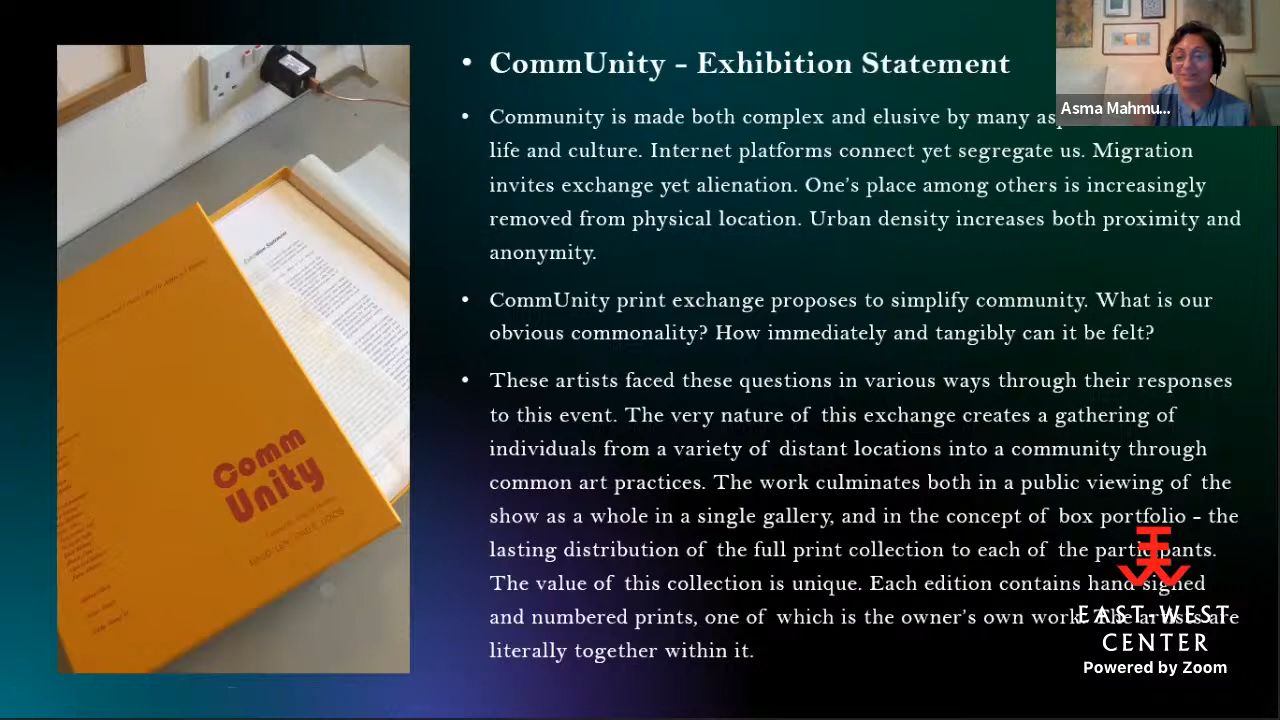 CommUnity – Exhibition Statement
Community is made both complex and elusive by many
life and culture. Internet platforms connect yet segregate us. Migration
invites exchange yet alienation. One's place among others is increasingly
removed from physical location. Urban density increases both proximity and
anonymity.
CommUnity print exchange proposes to simplify community. What is our
obvious commonality? How immediately and tangibly can it be felt?
These artists faced these questions in various ways through their responses
to this event. The very nature of this exchange creates a gathering of
individuals from a variety of distant locations into a community through
common art practices. The work culminates both in a public viewing of the
show as a whole in a single gallery, and in the concept of box portfolio – the
lasting distribution of the full print collection to each of the participants.
The value of this collection is unique. Each edition contains hand signed
and numbered prints, one of which is the owner's own work. The artists are
literally together within it.
Asma Mahmu...
Exhibition Statement
Comm
Unity
EAST-WEST
CENTER
Powered by Zoom